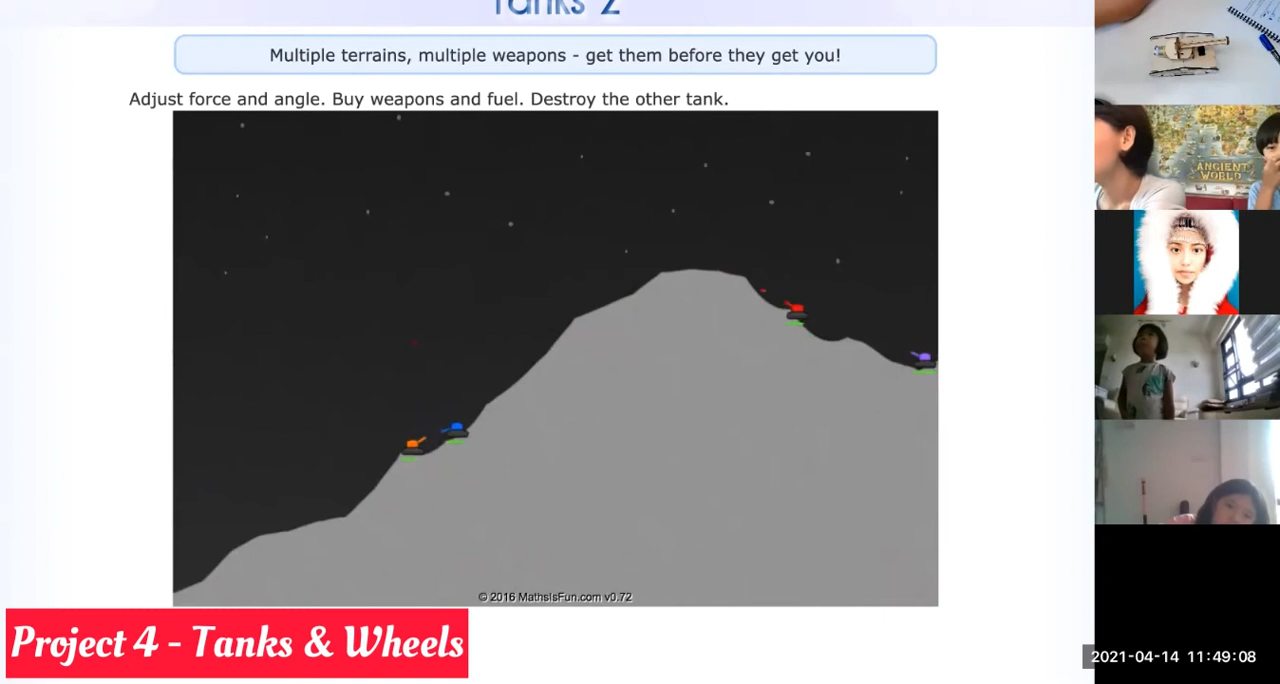 Tanks 2
Multiple terrains, multiple weapons - get them before they get you!
Adjust force and angle. Buy weapons and fuel. Destroy the other tank.
ANCIENT
WORLD
© 2016 MathsIsFun.com v0.72
Project 4 - Tanks & Wheels
2021-04-14 11:49:08